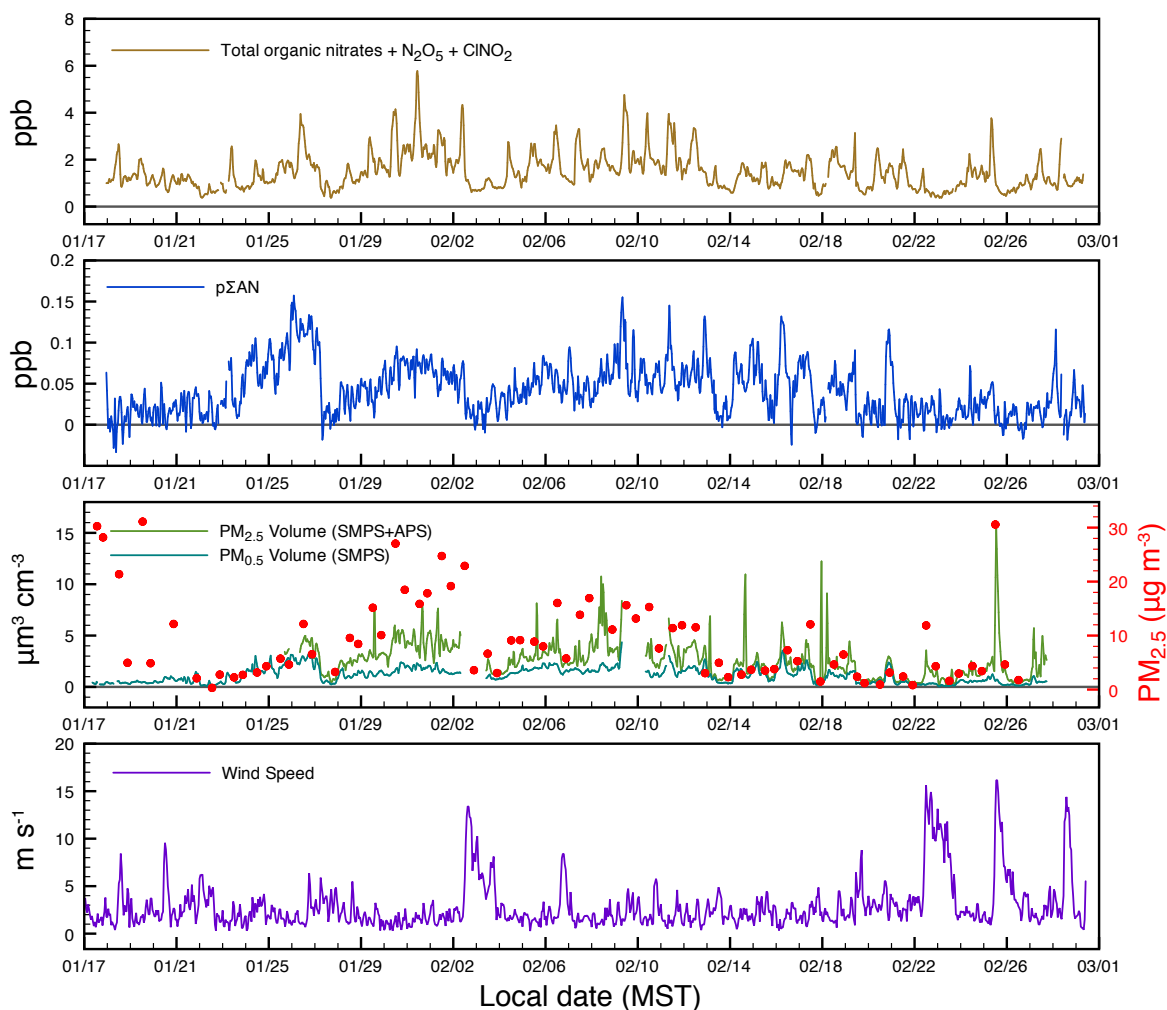 8
6
4
2
0
ppb
Total organic nitrates + N₂O₅ + ClNO₂
01/17 01/21 01/25 01/29 02/02 02/06 02/10 02/14 02/18 02/22 02/26 03/01
0.2
0.15
0.1
0.05
0
ppb
pΣAN
01/17 01/21 01/25 01/29 02/02 02/06 02/10 02/14 02/18 02/22 02/26 03/01
15
10
5
0
μm³ cm⁻³
PM₂.₅ Volume (SMPS+APS)
PM₀.₅ Volume (SMPS)
30
20
10
0
PM₂.₅ (μg m⁻³)
01/17 01/21 01/25 01/29 02/02 02/06 02/10 02/14 02/18 02/22 02/26 03/01
20
15
10
5
0
m s⁻¹
Wind Speed
01/17 01/21 01/25 01/29 02/02 02/06 02/10 02/14 02/18 02/22 02/26 03/01
Local date (MST)